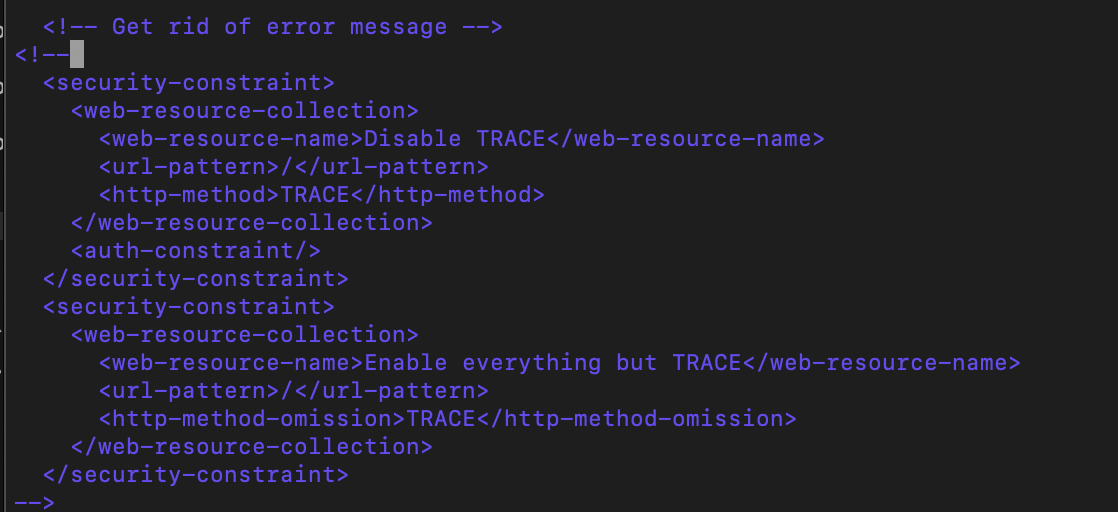 <!-- Get rid of error message -->
<!--
<security-constraint>
<web-resource-collection>
<web-resource-name>Disable TRACE</web-resource-name>
<url-pattern>/</url-pattern>
<http-method>TRACE</http-method>
</web-resource-collection>
<auth-constraint/>
</security-constraint>
<security-constraint>
<web-resource-collection>
<web-resource-name>Enable everything but TRACE</web-resource-name>
<url-pattern>/</url-pattern>
<http-method-omission>TRACE</http-method-omission>
</web-resource-collection>
</security-constraint>
-->